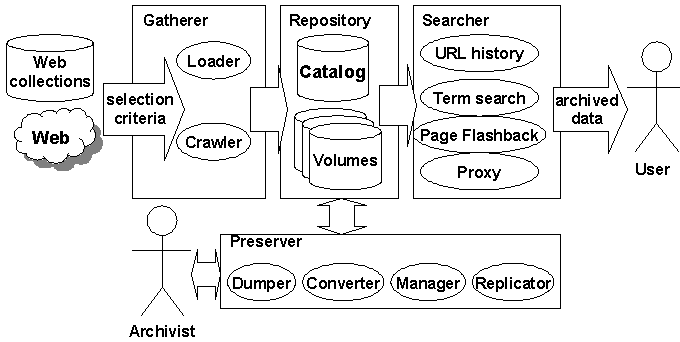 Gatherer
Repository
Searcher
Web
collections
Web
selection
criteria
Loader
Crawler
Catalog
Volumes
URL history
Term search
Page Flashback
Proxy
archived
data
User
Preserver
Dumper
Converter
Manager
Replicator
Archivist